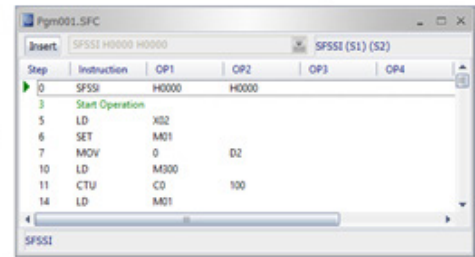 Pgm001.SFC
Insert SFSSI H0000 H0000 SFSSI (S1) (S2)
Step Instruction OP1 OP2 OP3 OP4
0 SFSSI H0000 H0000
3 Start Operation
5 LD X02
6 SET M01
7 MOV 0 D2
10 LD M300
11 CTU C0 100
14 LD M01
SFSSI